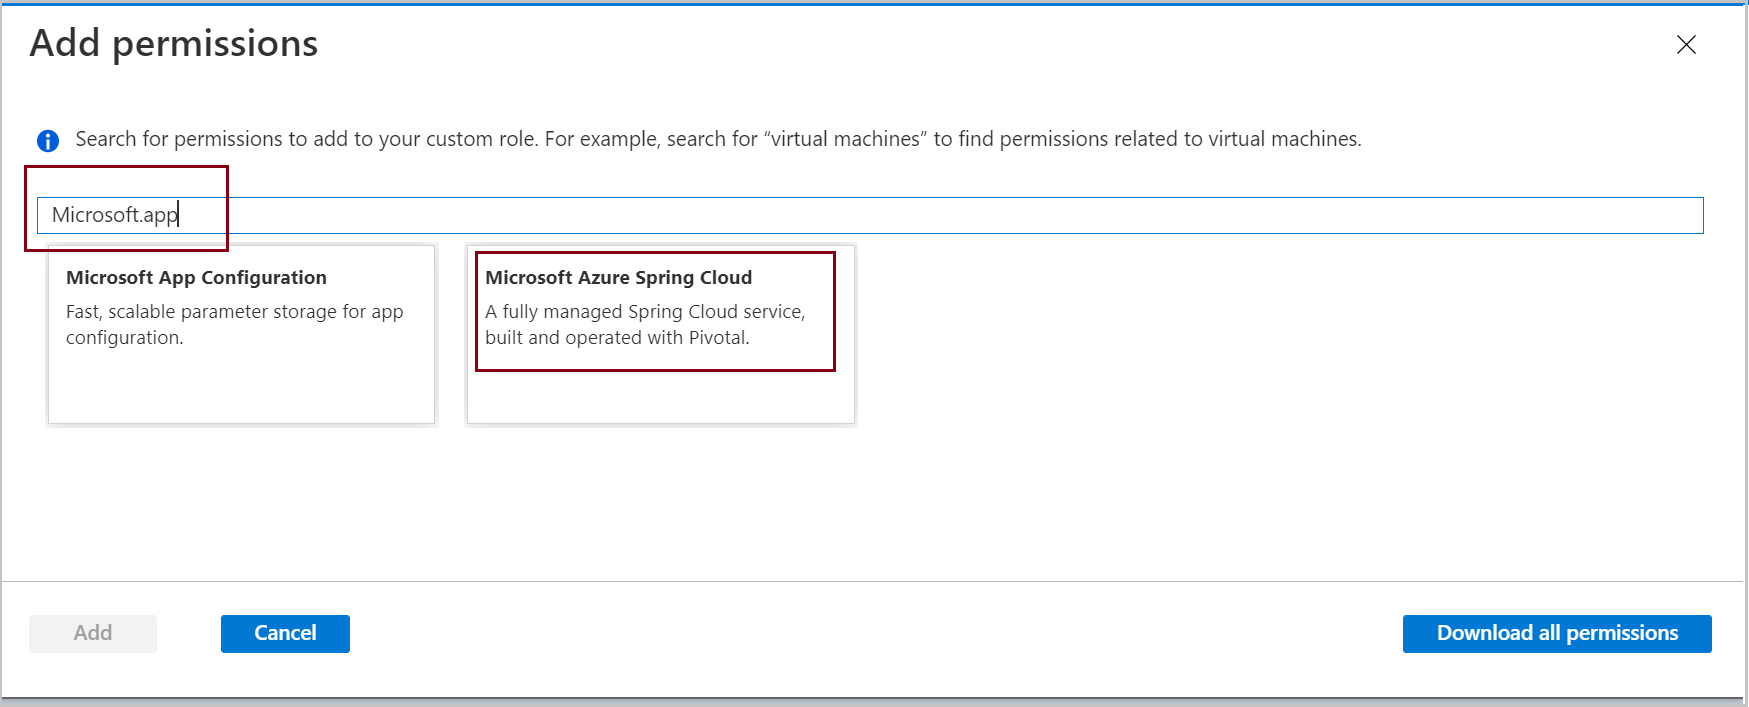 Add permissions
Search for permissions to add to your custom role. For example, search for “virtual machines” to find permissions related to virtual machines.
Microsoft.app
Microsoft App Configuration
Fast, scalable parameter storage for app
configuration.
Microsoft Azure Spring Cloud
A fully managed Spring Cloud service,
built and operated with Pivotal.
Add
Cancel
Download all permissions